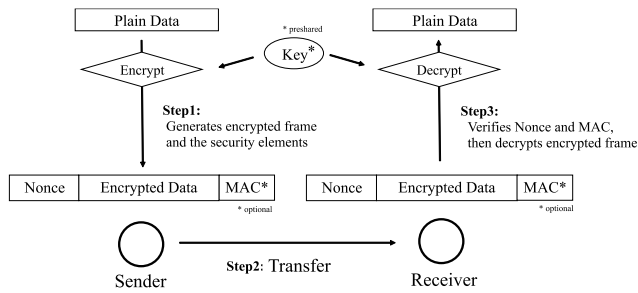 Plain Data
* preshared
Plain Data
Encrypt
Key*
Decrypt
Step1:
Generates encrypted frame
and the security elements
Step3:
Verifies Nonce and MAC,
then decrypts encrypted frame
Nonce Encrypted Data MAC*
* optional
Nonce Encrypted Data MAC*
* optional
Step2: Transfer
Sender
Receiver